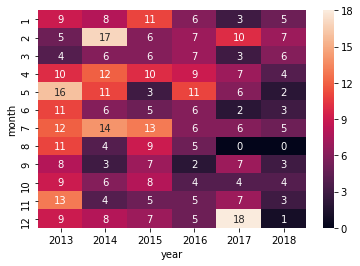 1 9 8 11 6 3 5
2 5 17 6 7 10 7
3 4 6 6 7 3 6
4 10 12 10 9 7 4
5 16 11 3 11 6 2
6 11 6 5 6 2 3
7 12 14 13 6 6 5
8 11 4 9 5 0 0
9 8 3 7 2 7 3
10 9 6 8 4 4 4
11 13 4 5 5 7 3
12 9 8 7 5 18 1
month
2013 2014 2015 2016 2017 2018
year
18
15
12
9
6
3
0